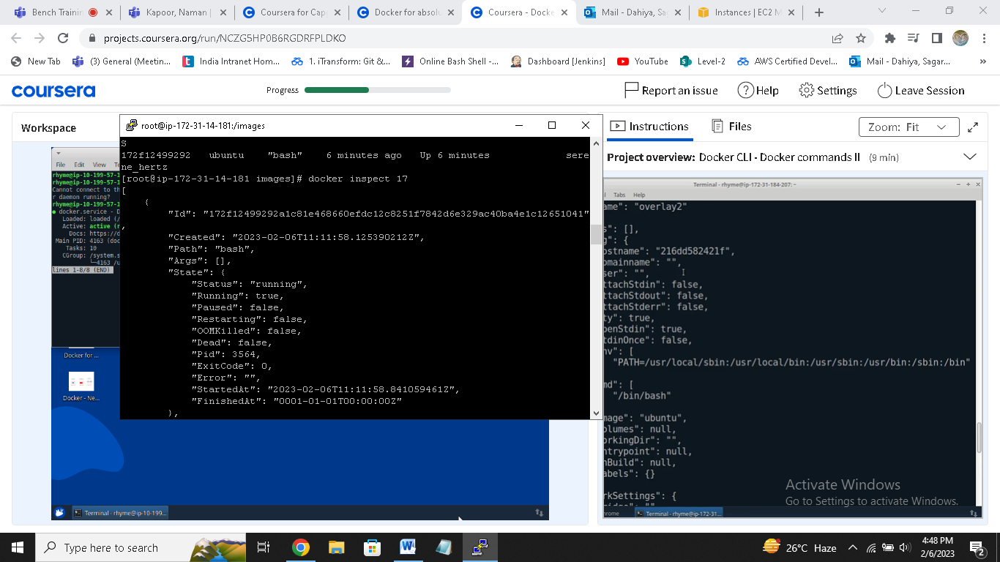 Bench Trainin
Kapoor, Naman |
Coursera for Cap
Docker for absolu
Coursera - Docke
Mail - Dahiya, Sag
Instances | EC2 M
projects.coursera.org/run/NCZG5HP0B6RGDRFPLDKO
New Tab
(3) General (Meetin...
India Intranet Hom...
1. iTransform: Git &...
Online Bash Shell -...
Dashboard [Jenkins]
YouTube
Level-2
AWS Certified Devel...
Mail - Dahiya, Sagar...
coursera
Progress
Report an issue
Help
Settings
Leave Session
Workspace
root@ip-172-31-14-181:/images
S
172f12499292   ubuntu    "bash"    6 minutes ago   Up 6 minutes             sere
ne_hertz
[root@ip-172-31-14-181 images]# docker inspect 17
[
    {
        "Id": "172f12499292a1c81e468660efdc12c8251f7842d6e329ac40ba4e1c12651041"
,
        "Created": "2023-02-06T11:11:58.125390212Z",
        "Path": "bash",
        "Args": [],
        "State": {
            "Status": "running",
            "Running": true,
            "Paused": false,
            "Restarting": false,
            "OOMKilled": false,
            "Dead": false,
            "Pid": 3564,
            "ExitCode": 0,
            "Error": "",
            "StartedAt": "2023-02-06T11:11:58.841059461Z",
            "FinishedAt": "0001-01-01T00:00:00Z"
        },
File Edit View Te
rhyme@ip-10-199-57-1
rhyme@ip-10-199-57-1
Cannot connect to th
r daemon running?
rhyme@ip-10-199-57-1
● docker.service - D
Loaded: loaded (/
Active: active (r
Docs: https://d
Main PID: 4163 (doc
Tasks: 10
CGroup: /system.s
└─4163 /u
lines 1-8/8 (END)
Docker for ...
Docker - Ne...
Terminal - rhyme@ip-10-199...
Instructions
Files
Zoom: Fit
Project overview: Docker CLI - Docker commands II (9 min)
Terminal - rhyme@ip-172-31-184-207: ~
Tabs Help
ame": "overlay2"
s": [],
g": {
ostname": "216dd582421f",
omainname": "",
ser": "",
ttachStdin": false,
ttachStdout": false,
ttachStderr": false,
ty": true,
penStdin": true,
tdinOnce": false,
nv": [
"PATH=/usr/local/sbin:/usr/local/bin:/usr/sbin:/usr/bin:/sbin:/bin"
md": [
"/bin/bash"
mage": "ubuntu",
olumes": null,
orkingDir": "",
ntrypoint": null,
nBuild": null,
abels": {}
rkSettings": {
hrome
Terminal - rhyme@ip-172-31...
Activate Windows
Go to Settings to activate Windows.
Type here to search
26°C Haze
4:48 PM
2/6/2023
2